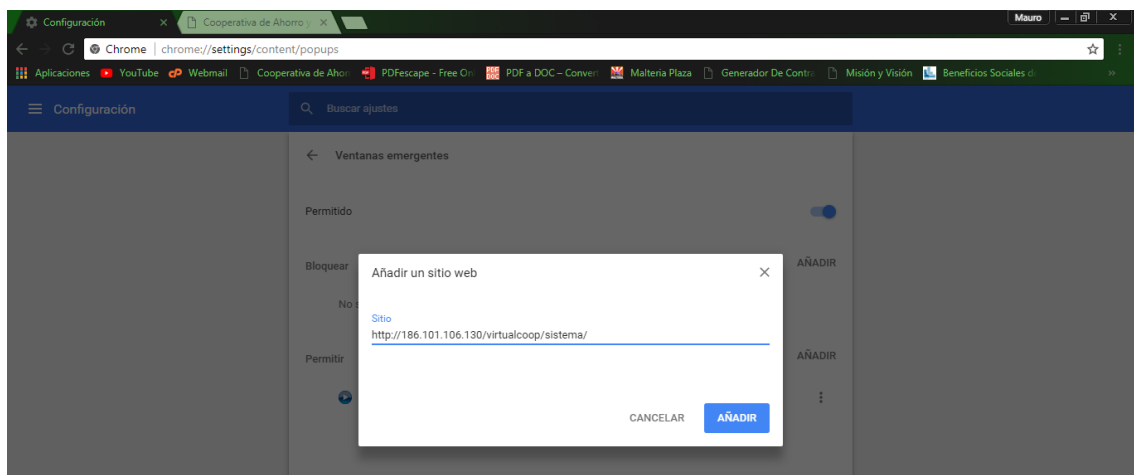 Configuración
Cooperativa de Ahorro y
Mauro
Chrome | chrome://settings/content/popups
Aplicaciones YouTube Webmail Cooperativa de Ahor PDFescape - Free On PDF a DOC – Convert Malteria Plaza Generador De Contra Misión y Visión Beneficios Sociales d
Configuración
Buscar ajustes
Ventanas emergentes
Permitido
Bloquear
AÑADIR
Añadir un sitio web
No s
Sitio
http://186.101.106.130/virtualcoop/sistema/
Permitir
AÑADIR
CANCELAR
AÑADIR